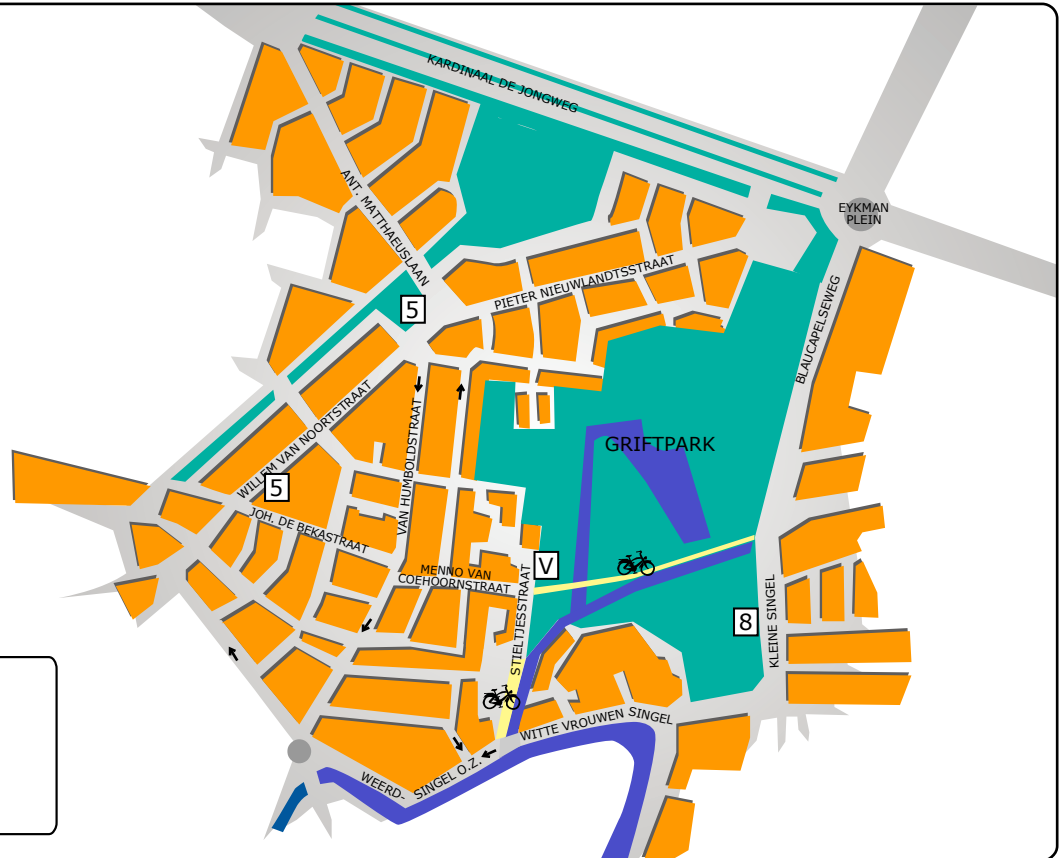 KARDINAAL DE JONGWEG
ANT. MATTHAEUSLAAN
EYKMAN
PLEIN
PIETER NIEUWLANDTSSTRAAT
BLAUCAPELSEWEG
5
WILLEM VAN NOORTSTRAAT
VAN HUMBOLDTSTRAAT
GRIFTPARK
5
JOH. DE BEKASTRAAT
MENNO VAN
COEHOORNSTRAAT
V
STIELTJESSTRAAT
8
KLEINE SINGEL
WITTE VROUWEN SINGEL
WEERD-
SINGEL O.Z.